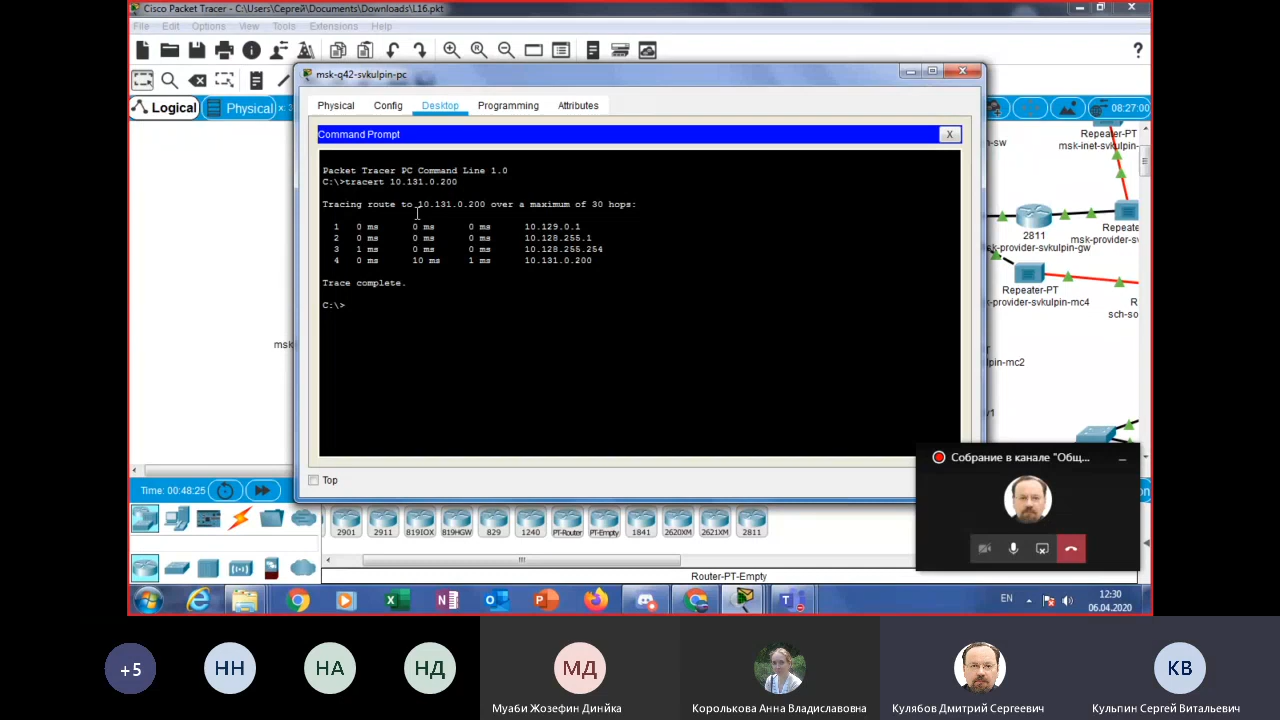 Cisco Packet Tracer - C:\Users\Сергей\Documents\Downloads\L16.pkt
File Edit Options View Tools Extensions Help
?
msk-q42-svkulpin-pc
Logical Physical x: 3 08:27:00
Physical Config Desktop Programming Attributes
Command Prompt X
Packet Tracer PC Command Line 1.0
C:\>tracert 10.131.0.200
Tracing route to 10.131.0.200 over a maximum of 30 hops:
1 0 ms 0 ms 0 ms 10.129.0.1
2 0 ms 0 ms 0 ms 10.128.255.1
3 1 ms 0 ms 0 ms 10.128.255.254
4 0 ms 10 ms 1 ms 10.131.0.200
Trace complete.
C:\>
Top
-sw
Repeater-PT
msk-inet-svkulpin-
2811
msk-provider-svkulpin-gw
Repeater-
msk-provider-sv
Repeater-PT
k-provider-svkulpin-mc4
R
sch-so
T
in-mc2
msk
Собрание в канале "Общ...
Time: 00:48:25
2901 2911 819IOX 819HGW 829 1240 PT-Router PT-Empty 1841 2620XM 2621XM 2811
Router-PT-Empty
EN 12:30
06.04.2020
+5 НН НА НД МД КВ
Муаби Жозефин Динйка Королькова Анна Владиславовна Кулябов Дмитрий Сергеевич Кульпин Сергей Витальевич